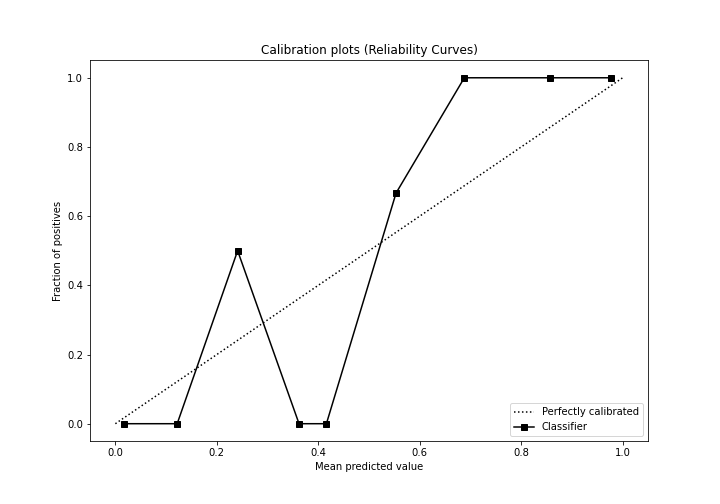 Calibration plots (Reliability Curves)
1.0
0.8
0.6
0.4
0.2
0.0
Fraction of positives
0.0 0.2 0.4 0.6 0.8 1.0
Mean predicted value
Perfectly calibrated
Classifier